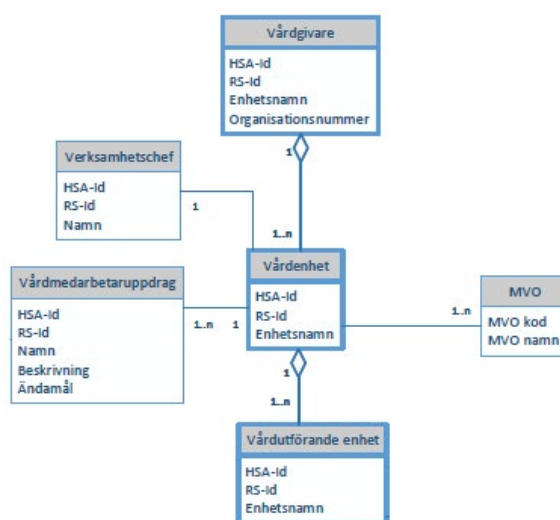 Vårdgivare
HSA-Id
RS-Id
Enhetsnamn
Organisationsnummer
1
Verksamhetschef
HSA-Id
RS-Id
Namn
1
1..n
Vårdenhet
HSA-Id
RS-Id
Enhetsnamn
Vårdmedarbetaruppdrag
HSA-Id
RS-Id
Namn
Beskrivning
Ändamål
1..n
1
MVO
MVO kod
MVO namn
1..n
1
1..n
Vårdutförande enhet
HSA-Id
RS-Id
Enhetsnamn